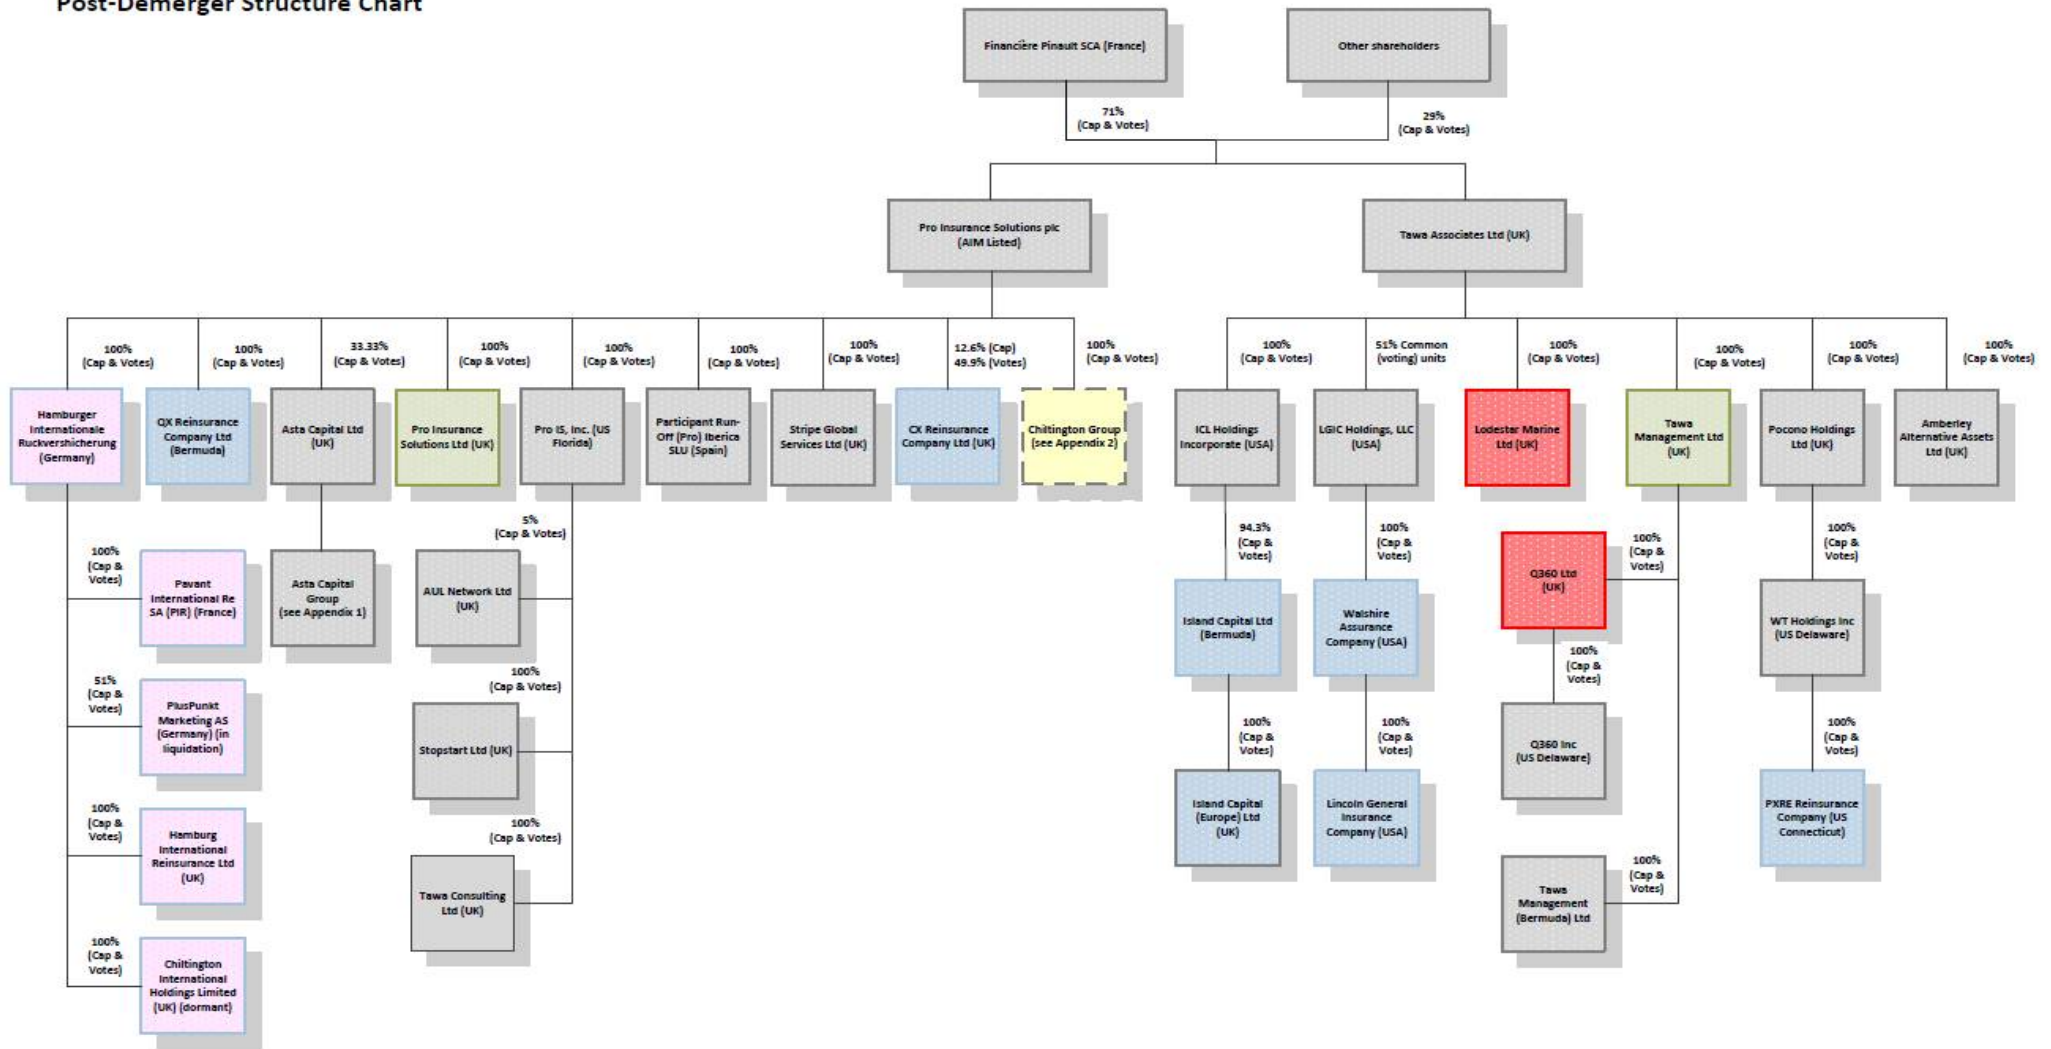 Post-Demerger Structure Chart
Financière Pinault SCA (France)
Other shareholders
71%
(Cap & Votes)
29%
(Cap & Votes)
Pro Insurance Solutions plc
(AIM Listed)
Tawa Associates Ltd (UK)
100%
(Cap & Votes)
100%
(Cap & Votes)
33.33%
(Cap & Votes)
100%
(Cap & Votes)
100%
(Cap & Votes)
100%
(Cap & Votes)
100%
(Cap & Votes)
12.6% (Cap)
49.9% (Votes)
100%
(Cap & Votes)
100%
(Cap & Votes)
51% Common
(voting) units
100%
(Cap & Votes)
100%
(Cap & Votes)
100%
(Cap & Votes)
100%
(Cap & Votes)
Hamburger
Internationale
Ruckvershicherung
(Germany)
QX Reinsurance
Company Ltd
(Bermuda)
Asta Capital Ltd
(UK)
Pro Insurance
Solutions Ltd (UK)
Pro IS, Inc. (US
Florida)
Participant Run-
Off (Pro) Iberica
SLU (Spain)
Stripe Global
Services Ltd (UK)
CX Reinsurance
Company Ltd (UK)
Chiltington Group
(see Appendix 2)
ICL Holdings
Incorporate (USA)
LGIC Holdings, LLC
(USA)
Lodestar Marine
Ltd (UK)
Tawa
Management Ltd
(UK)
Pocono Holdings
Ltd (UK)
Amberley
Alternative Assets
Ltd (UK)
100%
(Cap &
Votes)
Pavant
International Re
SA (PIR) (France)
51%
(Cap &
Votes)
PlusPunkt
Marketing AS
(Germany) (in
liquidation)
100%
(Cap &
Votes)
Hamburg
International
Reinsurance Ltd
(UK)
100%
(Cap &
Votes)
Chiltington
International
Holdings Limited
(UK) (dormant)
Asta Capital
Group
(see Appendix 1)
5%
(Cap & Votes)
AUL Network Ltd
(UK)
100%
(Cap & Votes)
Stopstart Ltd (UK)
100%
(Cap & Votes)
Tawa Consulting
Ltd (UK)
94.3%
(Cap &
Votes)
Island Capital Ltd
(Bermuda)
100%
(Cap &
Votes)
Island Capital
(Europe) Ltd
(UK)
100%
(Cap &
Votes)
Walshire
Assurance
Company (USA)
100%
(Cap &
Votes)
Lincoln General
Insurance
Company (USA)
100%
(Cap &
Votes)
Q360 Ltd
(UK)
100%
(Cap &
Votes)
Q360 Inc
(US Delaware)
100%
(Cap &
Votes)
Tawa
Management
(Bermuda) Ltd
100%
(Cap &
Votes)
WT Holdings Inc
(US Delaware)
100%
(Cap &
Votes)
PXRE Reinsurance
Company (US
Connecticut)